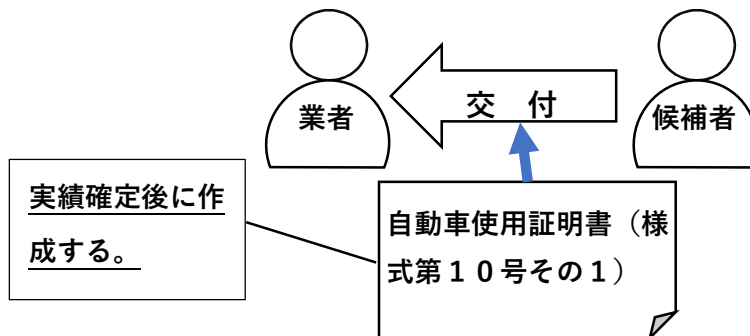 交　付
業者
候補者
実績確定後に作
成する。
自動車使用証明書（様
式第１０号その１）